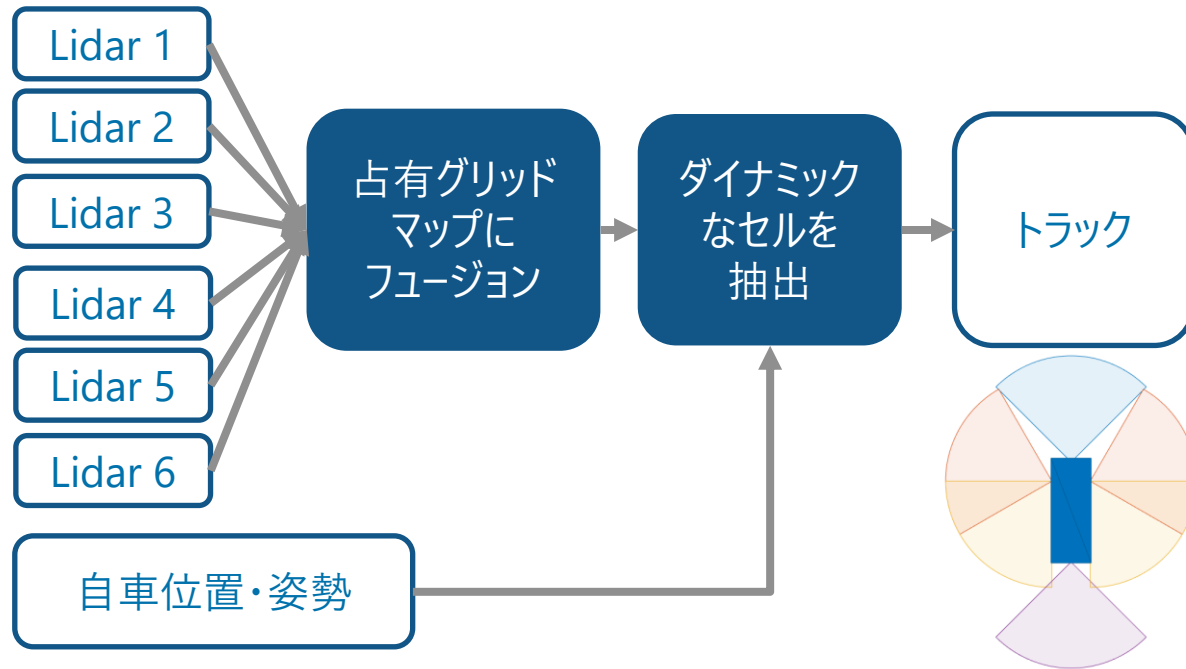 Lidar 1
Lidar 2
Lidar 3
Lidar 4
Lidar 5
Lidar 6
占有グリッド
マップに
フュージョン
ダイナミック
なセルを
抽出
トラック
自車位置・姿勢